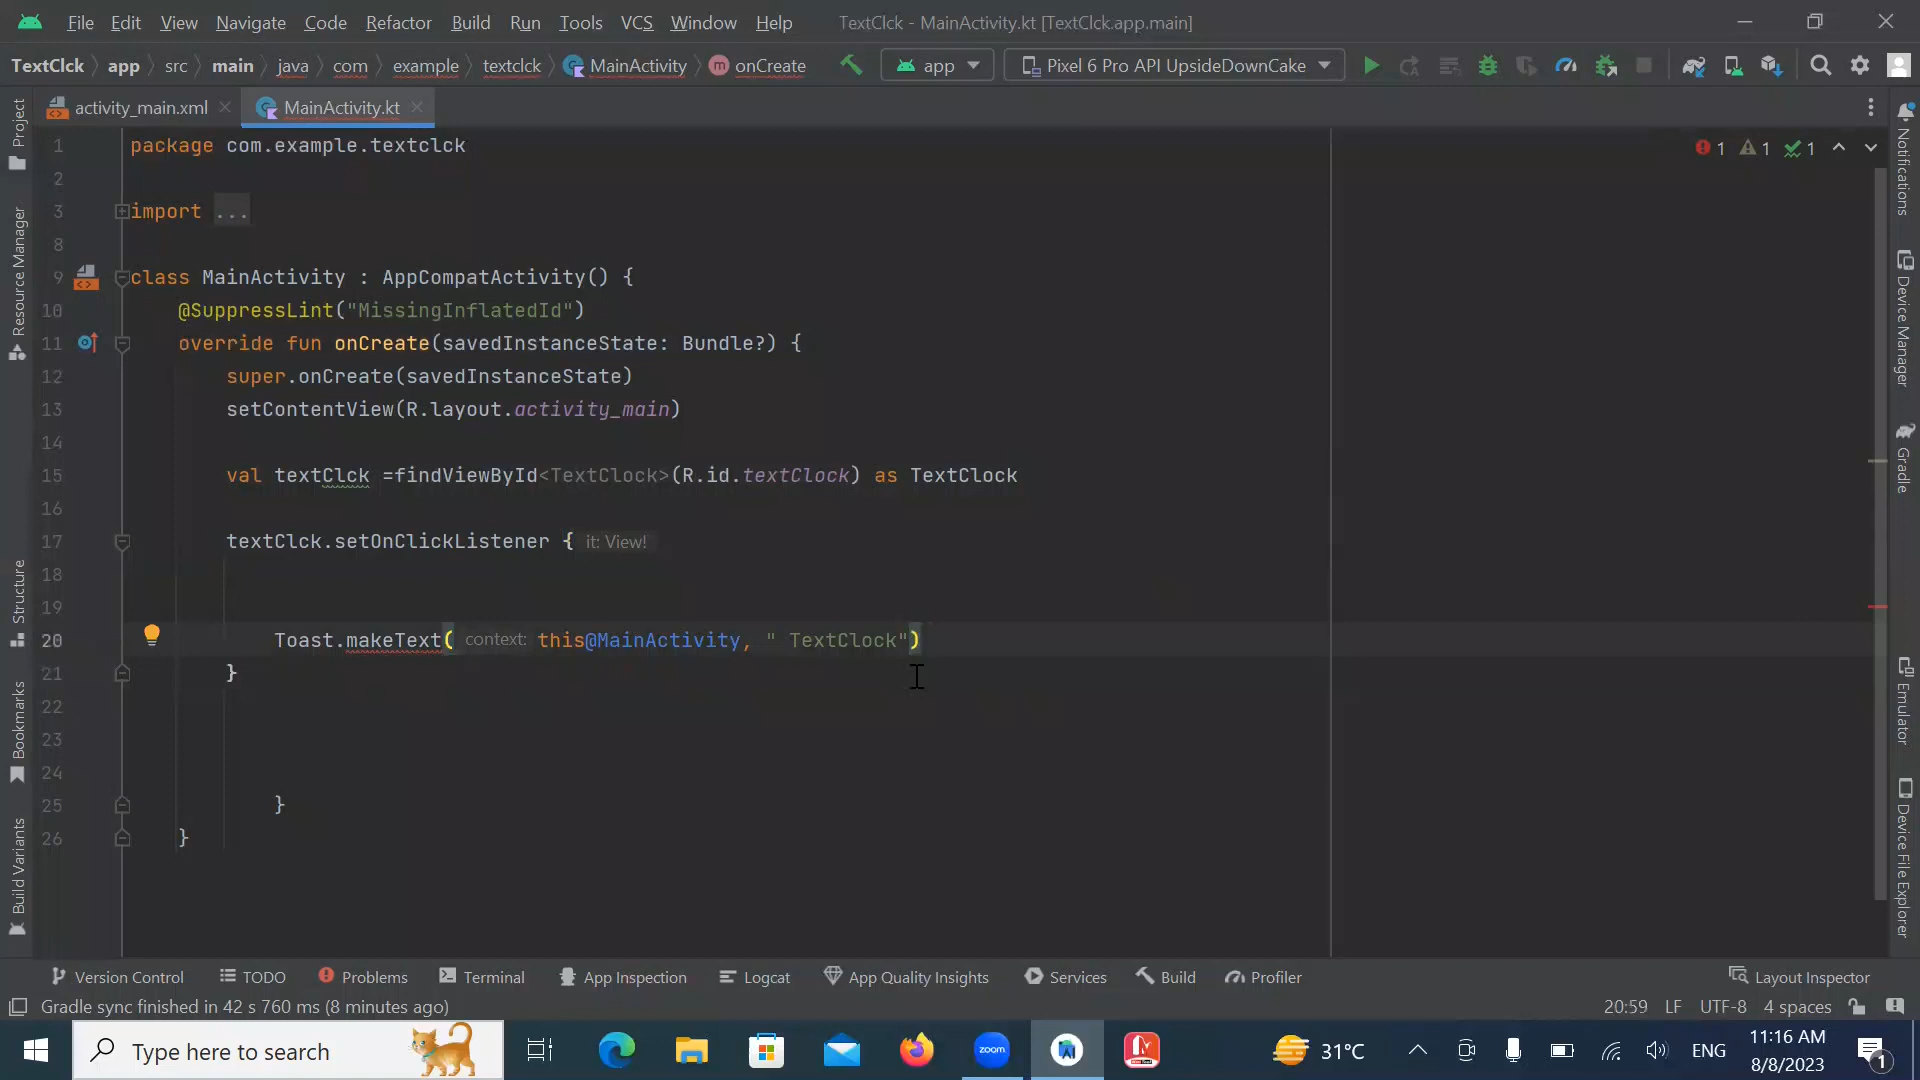 File Edit View Navigate Code Refactor Build Run Tools VCS Window Help TextClck - MainActivity.kt [TextClck.app.main]
TextClck app src main java com example textclck MainActivity m onCreate app Pixel 6 Pro API UpsideDownCake
activity_main.xml MainActivity.kt
1 package com.example.textclck 1 1 1
2
3 import ...
8
9 class MainActivity : AppCompatActivity() {
10 @SuppressLint("MissingInflatedId")
11 override fun onCreate(savedInstanceState: Bundle?) {
12 super.onCreate(savedInstanceState)
13 setContentView(R.layout.activity_main)
14
15 val textClck =findViewById<TextClock>(R.id.textClock) as TextClock
16
17 textClck.setOnClickListener { it: View!
18
19
20 Toast.makeText( context: this@MainActivity, " TextClock")
21 }
22
23
24
25 }
26 }
Project
Resource Manager
Structure
Bookmarks
Build Variants
Notifications
Device Manager
Gradle
Emulator
Device File Explorer
Version Control TODO Problems Terminal App Inspection Logcat App Quality Insights Services Build Profiler Layout Inspector
Gradle sync finished in 42 s 760 ms (8 minutes ago) 20:59 LF UTF-8 4 spaces
Type here to search zoom 31°C ENG 11:16 AM
8/8/2023 1